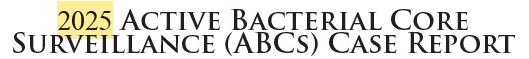 2025 Active Bacterial Core
Surveillance (ABCs) Case Report